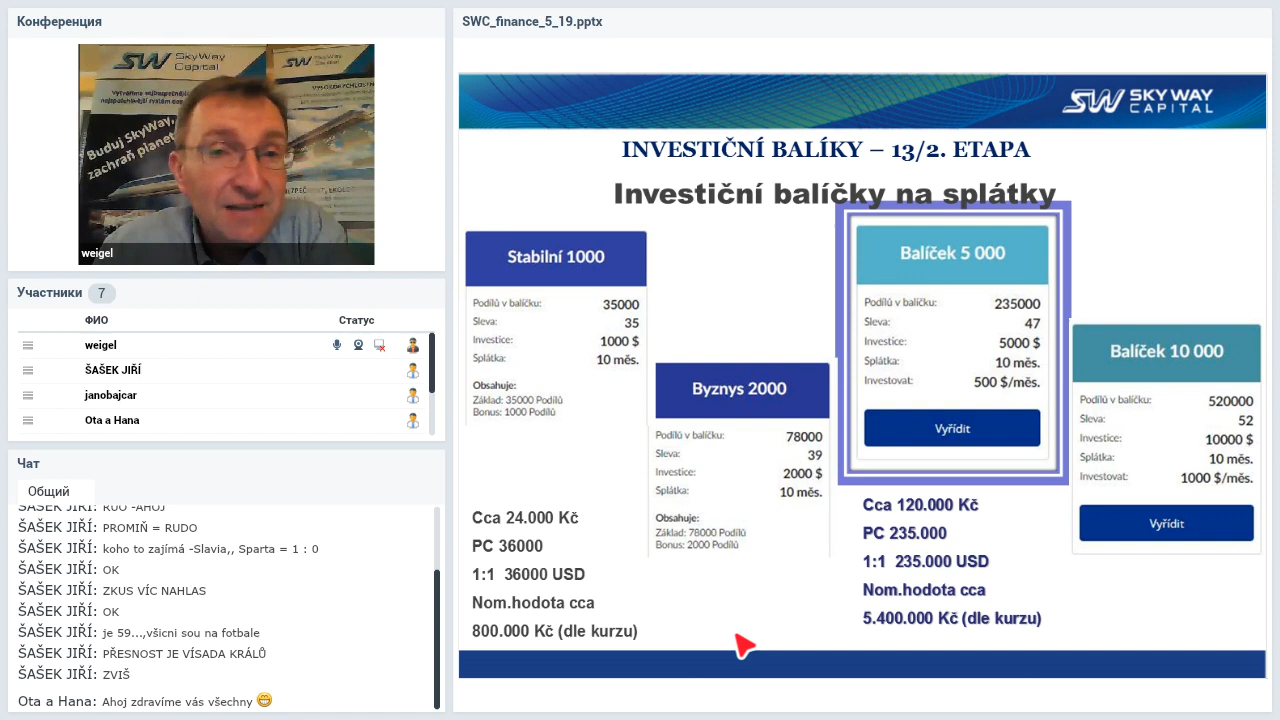 Конференция
SW SkyWay Capital
SW SkyWay Capital
Buduj SkyWay,
zachraň planet
weigel
Участники 7
ФИО Статус
weigel
ŠAŠEK JIŘÍ
janobajcar
Ota a Hana
Чат
Общий
ŠAŠEK JIŘÍ: RUO -AHOJ
ŠAŠEK JIŘÍ: PROMIŇ = RUDO
ŠAŠEK JIŘÍ: koho to zajímá -Slavia,, Sparta = 1 : 0
ŠAŠEK JIŘÍ: OK
ŠAŠEK JIŘÍ: ZKUS VÍC NAHLAS
ŠAŠEK JIŘÍ: OK
ŠAŠEK JIŘÍ: je 59...,všicni sou na fotbale
ŠAŠEK JIŘÍ: PŘESNOST JE VÍSADA KRÁLŮ
ŠAŠEK JIŘÍ: ZVIŠ
Ota a Hana: Ahoj zdravíme vás všechny
SWC_finance_5_19.pptx
SW SKY WAY CAPITAL
INVESTIČNÍ BALÍKY – 13/2. ETAPA
Investiční balíčky na splátky
Stabilní 1000
Podílů v balíčku: 35000
Sleva: 35
Investice: 1000 $
Splátka: 10 měs.
Obsahuje:
Základ: 35000 Podílů
Bonus: 1000 Podílů
Cca 24.000 Kč
PC 36000
1:1 36000 USD
Nom.hodota cca
800.000 Kč (dle kurzu)
Byznys 2000
Podílů v balíčku: 78000
Sleva: 39
Investice: 2000 $
Splátka: 10 měs.
Obsahuje:
Základ: 78000 Podílů
Bonus: 2000 Podílů
Balíček 5 000
Podílů v balíčku: 235000
Sleva: 47
Investice: 5000 $
Splátka: 10 měs.
Investovat: 500 $/měs.
Vyřídit
Cca 120.000 Kč
PC 235.000
1:1 235.000 USD
Nom.hodota cca
5.400.000 Kč (dle kurzu)
Balíček 10 000
Podílů v balíčku: 520000
Sleva: 52
Investice: 10000 $
Splátka: 10 měs.
Investovat: 1000 $/měs.
Vyřídit